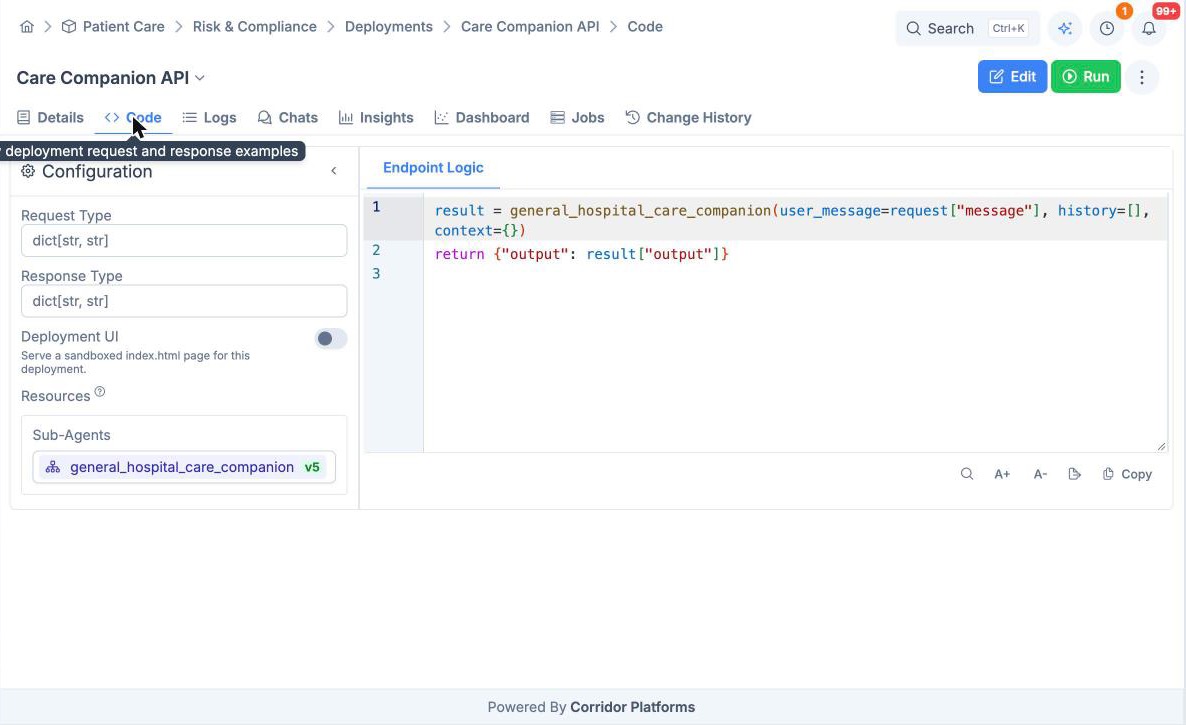 Patient Care > Risk & Compliance > Deployments > Care Companion API > Code
Search Ctrl+K
1
99+
Care Companion API
Edit
Run
Details
Code
Logs
Chats
Insights
Dashboard
Jobs
Change History
deployment request and response examples
Configuration
Request Type
dict[str, str]
Response Type
dict[str, str]
Deployment UI
Serve a sandboxed index.html page for this
deployment.
Resources
Sub-Agents
general_hospital_care_companion v5
Endpoint Logic
1 result = general_hospital_care_companion(user_message=request["message"], history=[],
context={})
2 return {"output": result["output"]}
3
A+ A- Copy
Powered By Corridor Platforms